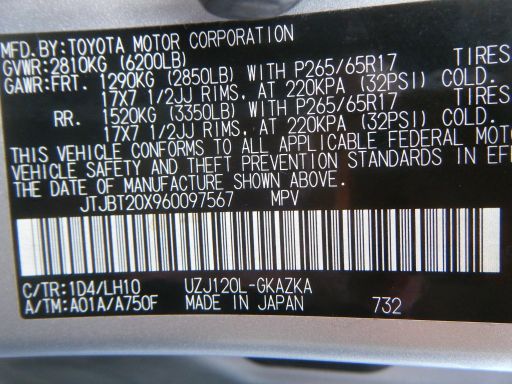 MFD.BY:TOYOTA MOTOR CORPORATION
GVWR:2810KG (6200LB)
GAWR:FRT. 1290KG (2850LB) WITH P265/65R17 TIRES
17X7 1/2JJ RIMS, AT 220KPA (32PSI) COLD.
RR. 1520KG (3350LB) WITH P265/65R17 TIRES
17X7 1/2JJ RIMS, AT 220KPA (32PSI) COLD.
THIS VEHICLE CONFORMS TO ALL APPLICABLE FEDERAL MOTO
VEHICLE SAFETY AND THEFT PREVENTION STANDARDS IN EFF
THE DATE OF MANUFACTURE SHOWN ABOVE.
JTJBT20X960097567 MPV
C/TR:1D4/LH10 UZJ120L-GKAZKA
A/TM:A01A/A750F MADE IN JAPAN 732